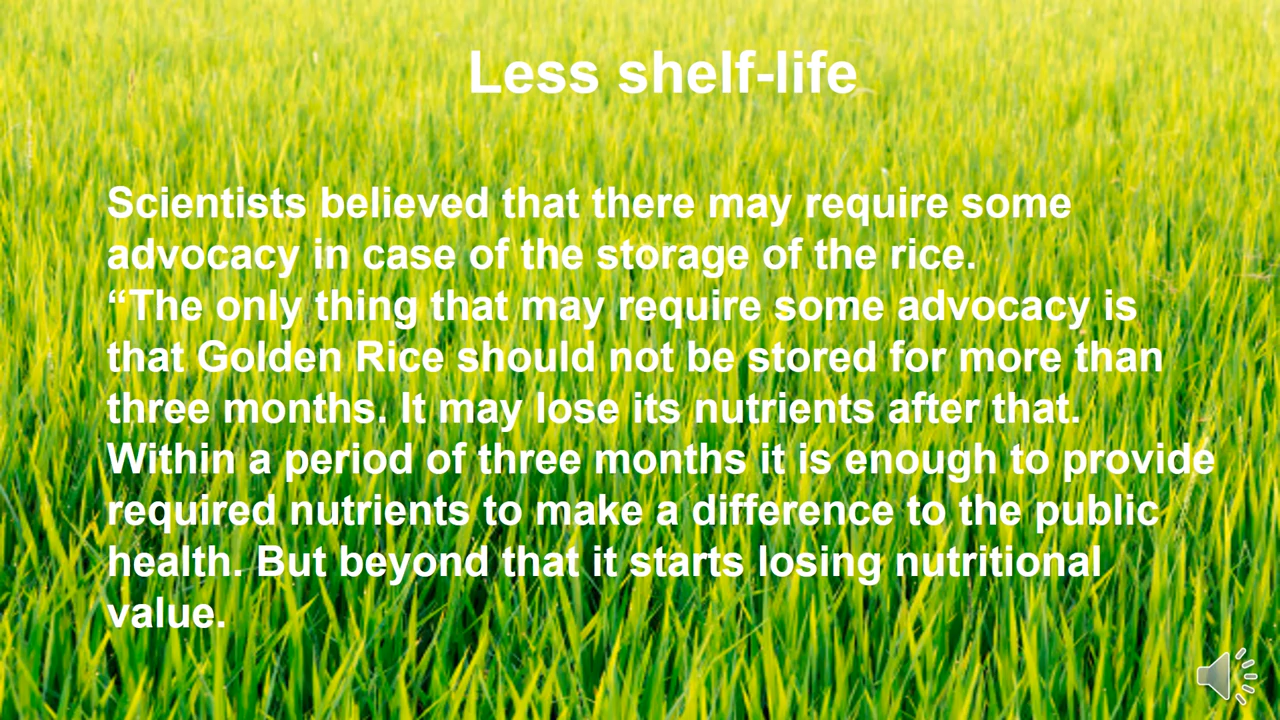 Less shelf-life
Scientists believed that there may require some
advocacy in case of the storage of the rice.
“The only thing that may require some advocacy is
that Golden Rice should not be stored for more than
three months. It may lose its nutrients after that.
Within a period of three months it is enough to provide
required nutrients to make a difference to the public
health. But beyond that it starts losing nutritional
value.